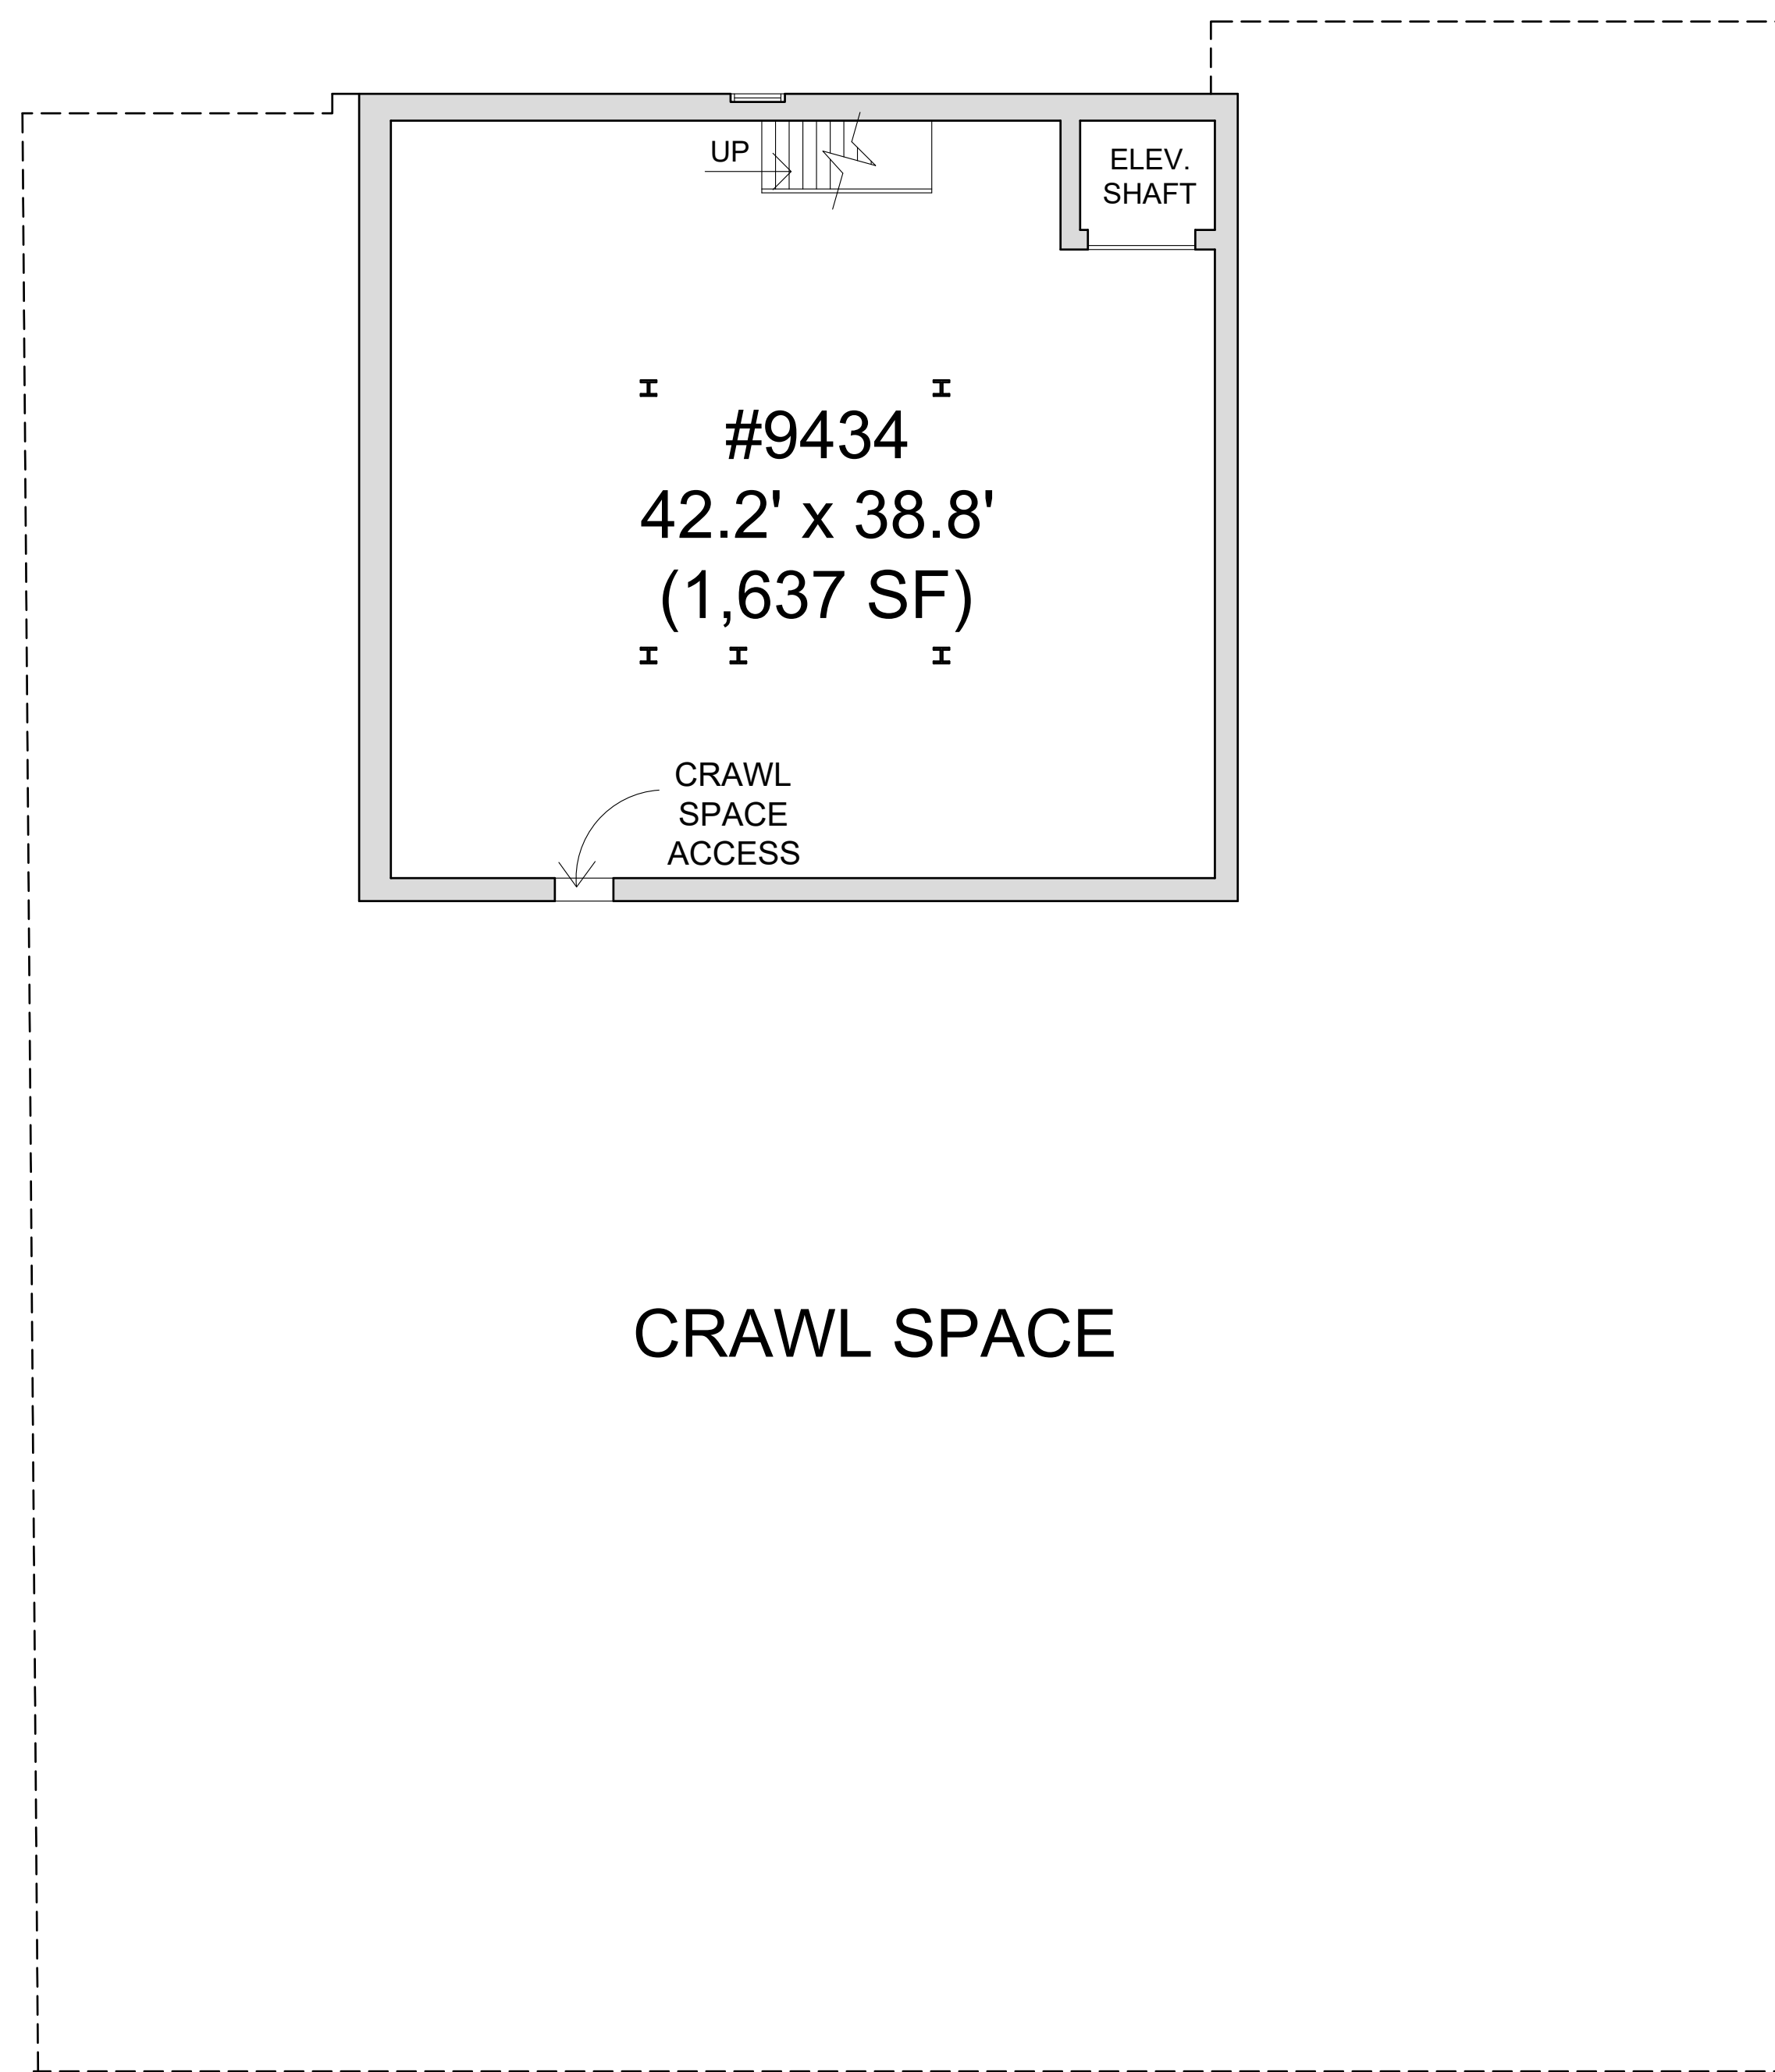 UP
ELEV.
SHAFT
#9434
42.2' x 38.8'
(1,637 SF)
CRAWL
SPACE
ACCESS
CRAWL SPACE